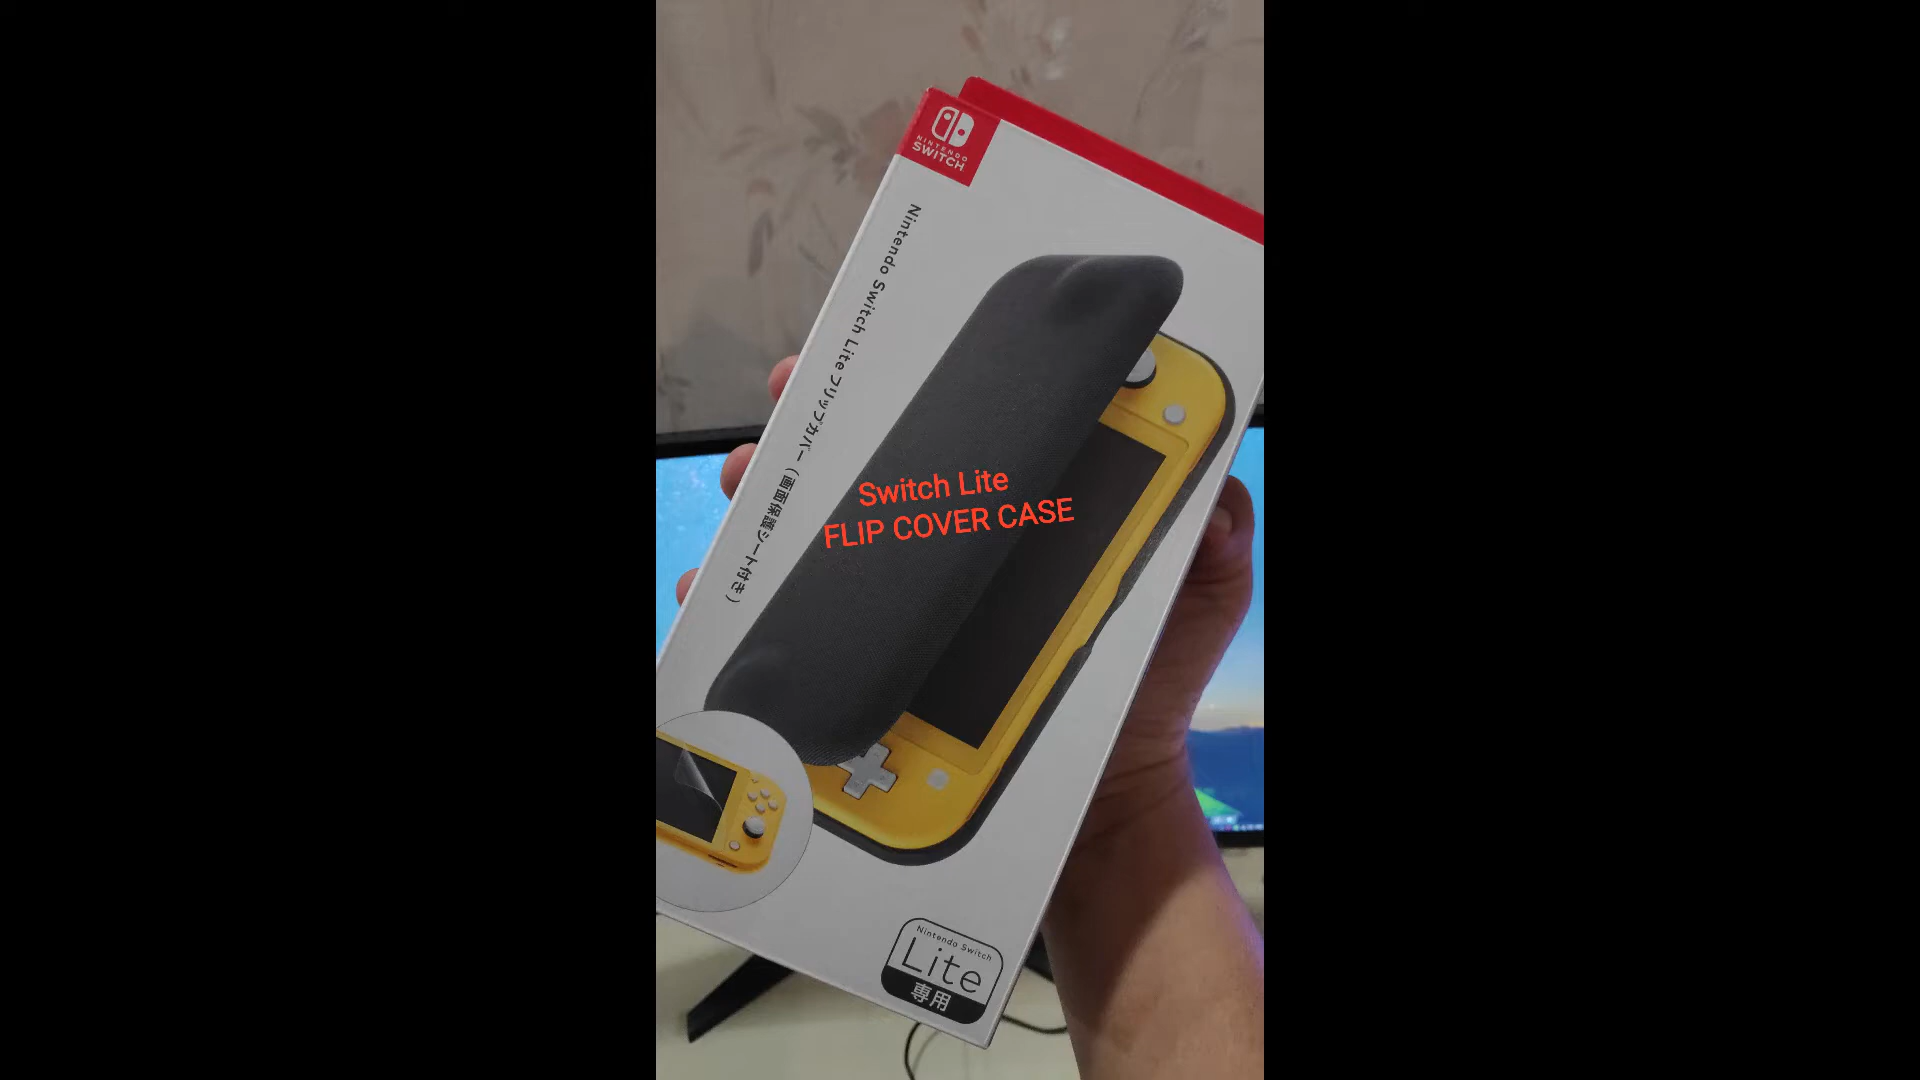 NINTENDO
SWITCH
Nintendo Switch Lite フリップカバー（画面保護シート付き）
Switch Lite
FLIP COVER CASE
Nintendo Switch
Lite
専用